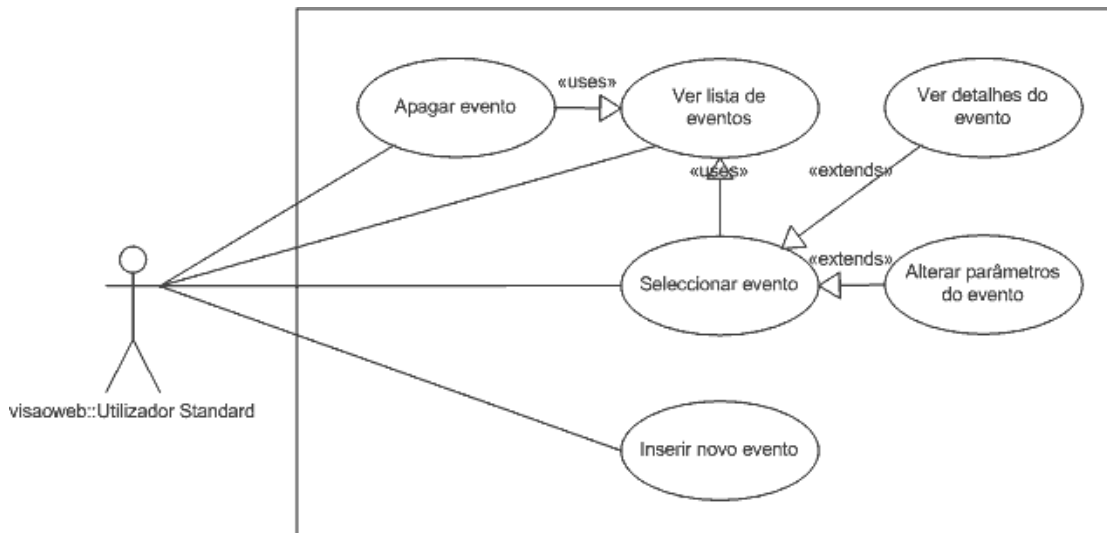 «uses»
Apagar evento
Ver lista de
eventos
Ver detalhes do
evento
«uses»
«extends»
«extends»
Seleccionar evento
Alterar parâmetros
do evento
visaoweb::Utilizador Standard
Inserir novo evento